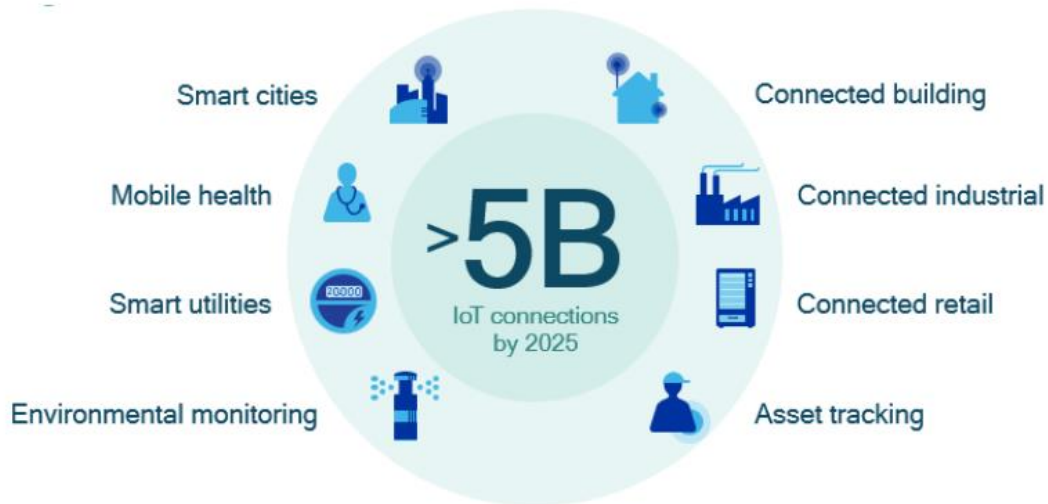 Smart cities
Connected building
Mobile health
Connected industrial
>5B
Smart utilities
20000
Connected retail
IoT connections
by 2025
Environmental monitoring
Asset tracking